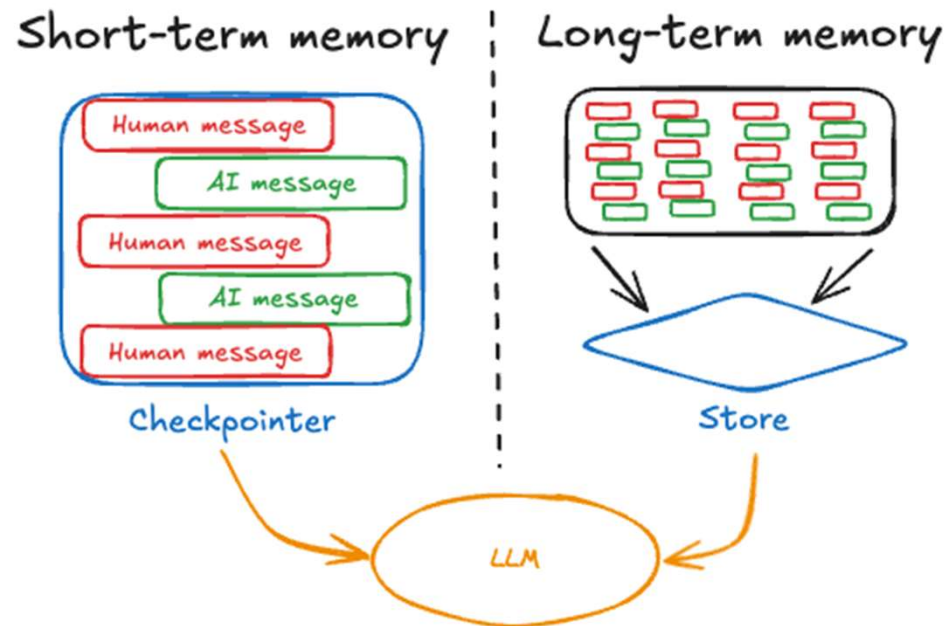 Short-term memory
Human message
AI message
Human message
AI message
Human message
Checkpointer
Long-term memory
Store
LLM